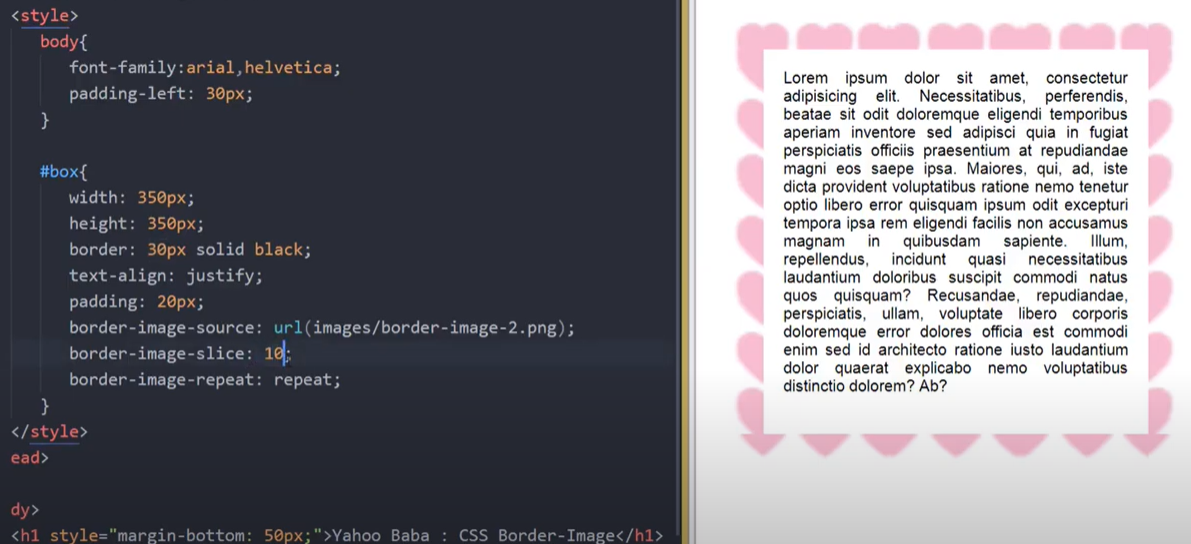 <style>
body{
font-family:arial,helvetica;
padding-left: 30px;
}
#box{
width: 350px;
height: 350px;
border: 30px solid black;
text-align: justify;
padding: 20px;
border-image-source: url(images/border-image-2.png);
border-image-slice: 10;
border-image-repeat: repeat;
}
</style>
ead>
dy>
<h1 style="margin-bottom: 50px;">Yahoo Baba : CSS Border-Image</h1>
Lorem ipsum dolor sit amet, consectetur
adipisicing elit. Necessitatibus, perferendis,
beatae sit odit doloremque eligendi temporibus
aperiam inventore sed adipisci quia in fugiat
perspiciatis officiis praesentium at repudiandae
magni eos saepe ipsa. Maiores, qui, ad, iste
dicta provident voluptatibus ratione nemo tenetur
optio libero error quisquam ipsum odit excepturi
tempora ipsa rem eligendi facilis non accusamus
magnam in quibusdam sapiente. Illum,
repellendus, incidunt quasi necessitatibus
laudantium doloribus suscipit commodi natus
quos quisquam? Recusandae, repudiandae,
perspiciatis, ullam, voluptate libero corporis
doloremque error dolores officia est commodi
enim sed id architecto ratione iusto laudantium
dolor quaerat explicabo nemo voluptatibus
distinctio dolorem? Ab?